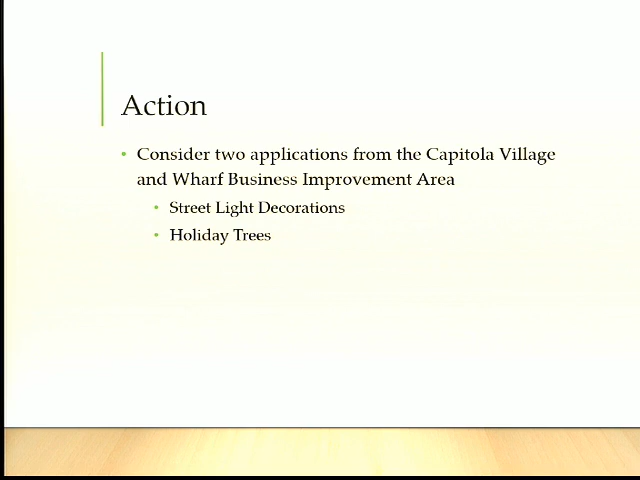 Action
• Consider two applications from the Capitola Village
and Wharf Business Improvement Area
• Street Light Decorations
• Holiday Trees